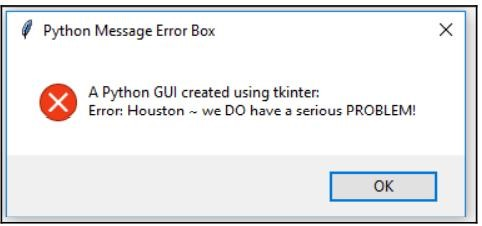 Python Message Error Box
A Python GUI created using tkinter:
Error: Houston ~ we DO have a serious PROBLEM!
OK